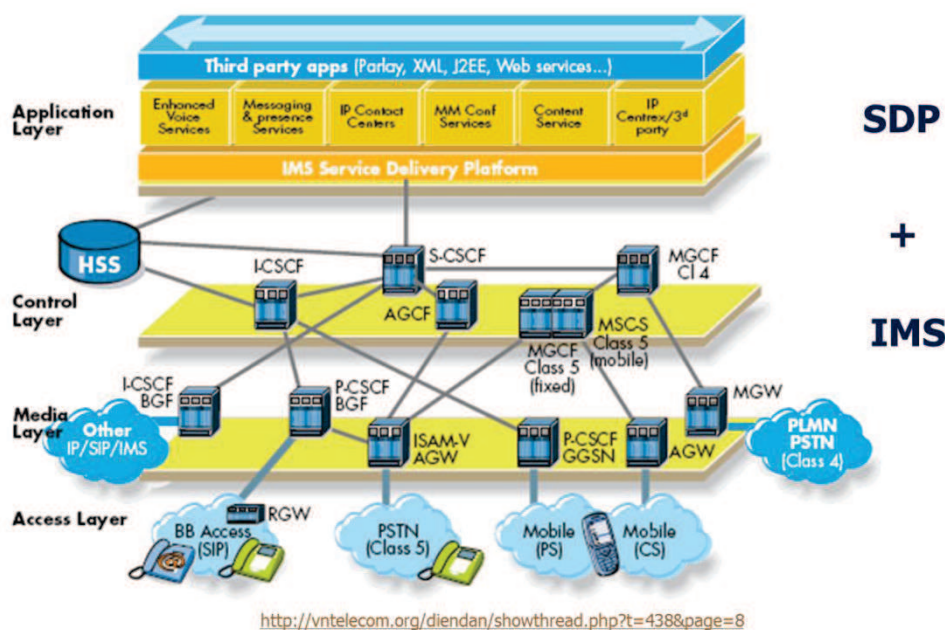 Third party apps (Parlay, XML, J2EE, Web services...)
Application
Layer
Enhanced
Voice
Services
Messaging
& presence
Services
IP Contact
Centers
MM Conf
Services
Content
Service
IP
Centrex/3d
party
SDP
IMS Service Delivery Platform
+
HSS
I-CSCF
S-CSCF
MGCF
Cl 4
Control
Layer
AGCF
MGCF
Class 5
(fixed)
MSC-S
Class 5
(mobile)
IMS
I-CSCF
BGF
P-CSCF
BGF
MGW
Media
Layer
Other
IP/SIP/IMS
ISAM-V
AGW
P-CSCF
GGSN
AGW
PLMN
PSTN
(Class 4)
Access Layer
RGW
BB Access
(SIP)
@
PSTN
(Class 5)
Mobile
(PS)
Mobile
(CS)
http://vntelecom.org/diendan/showthread.php?t=438&page=8